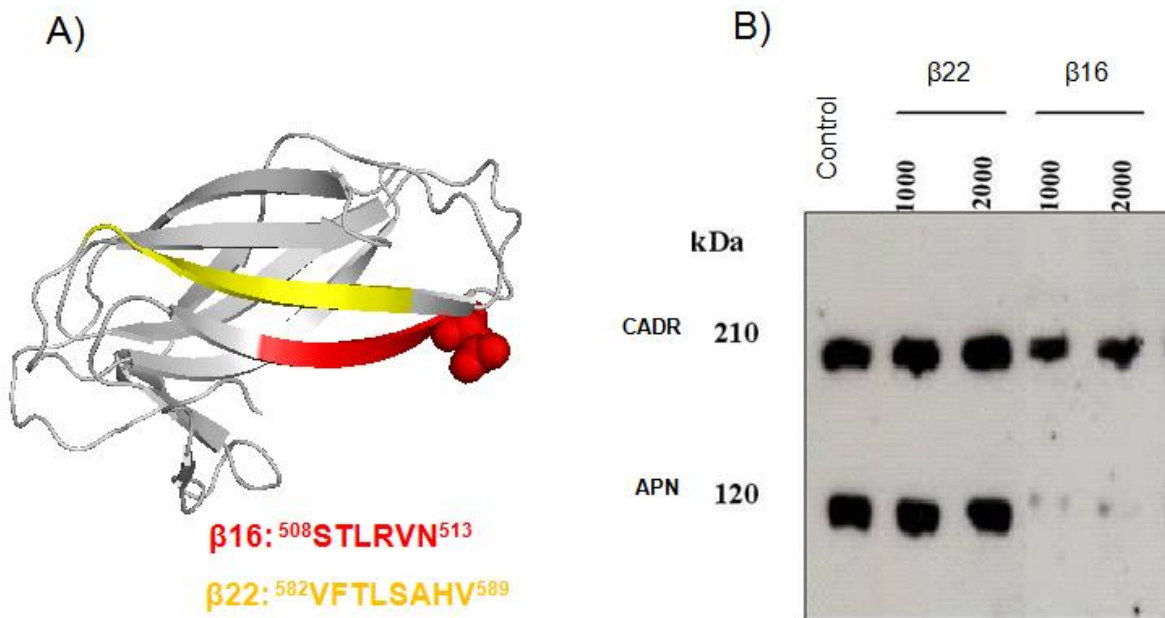 A)
β16: ⁵⁰⁸STLRVN⁵¹³
β22: ⁵⁸²VFTLSAHV⁵⁸⁹
B)
Control
β22
β16
1000
2000
1000
2000
kDa
CADR 210
APN 120